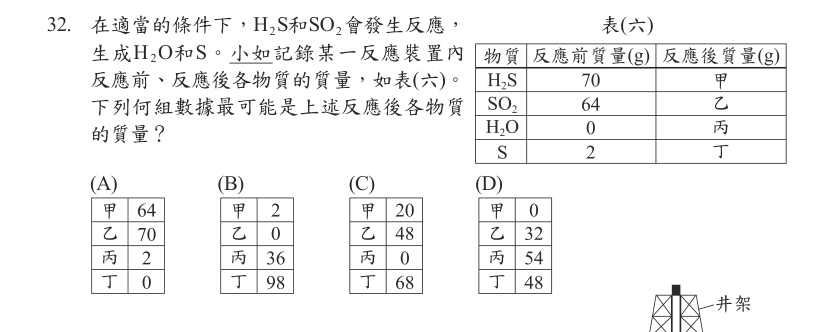 32. 在適當的條件下，H₂S和SO₂會發生反應，
生成H₂O和S。小如記錄某一反應裝置內
反應前、反應後各物質的質量，如表(六)。
下列何組數據最可能是上述反應後各物質
的質量？
表(六)
物質 反應前質量(g) 反應後質量(g)
H₂S 70 甲
SO₂ 64 乙
H₂O 0 丙
S 2 丁
(A) (B) (C) (D)
甲 64 甲 2 甲 20 甲 0
乙 70 乙 0 乙 48 乙 32
丙 2 丙 36 丙 0 丙 54
丁 0 丁 98 丁 68 丁 48
井架